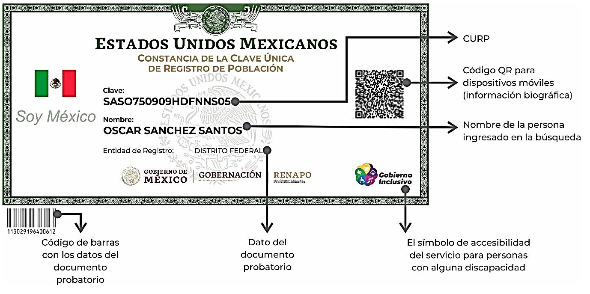 ESTADOS UNIDOS MEXICANOS
CONSTANCIA DE LA CLAVE ÚNICA
DE REGISTRO DE POBLACIÓN
Soy México
Clave:
SASO750909HDFNNS05
Nombre:
OSCAR SANCHEZ SANTOS
Entidad de Registro: DISTRITO FEDERAL
GOBIERNO DE
MÉXICO
GOBERNACIÓN
RENAPO
Gobierno
Inclusivo
CURP
Código QR para
dispositivos móviles
(información biográfica)
Nombre de la persona
ingresado en la búsqueda
Código de barras
con los datos del
documento
probatorio
Dato del
documento
probatorio
El símbolo de accesibilidad
del servicio para personas
con alguna discapacidad